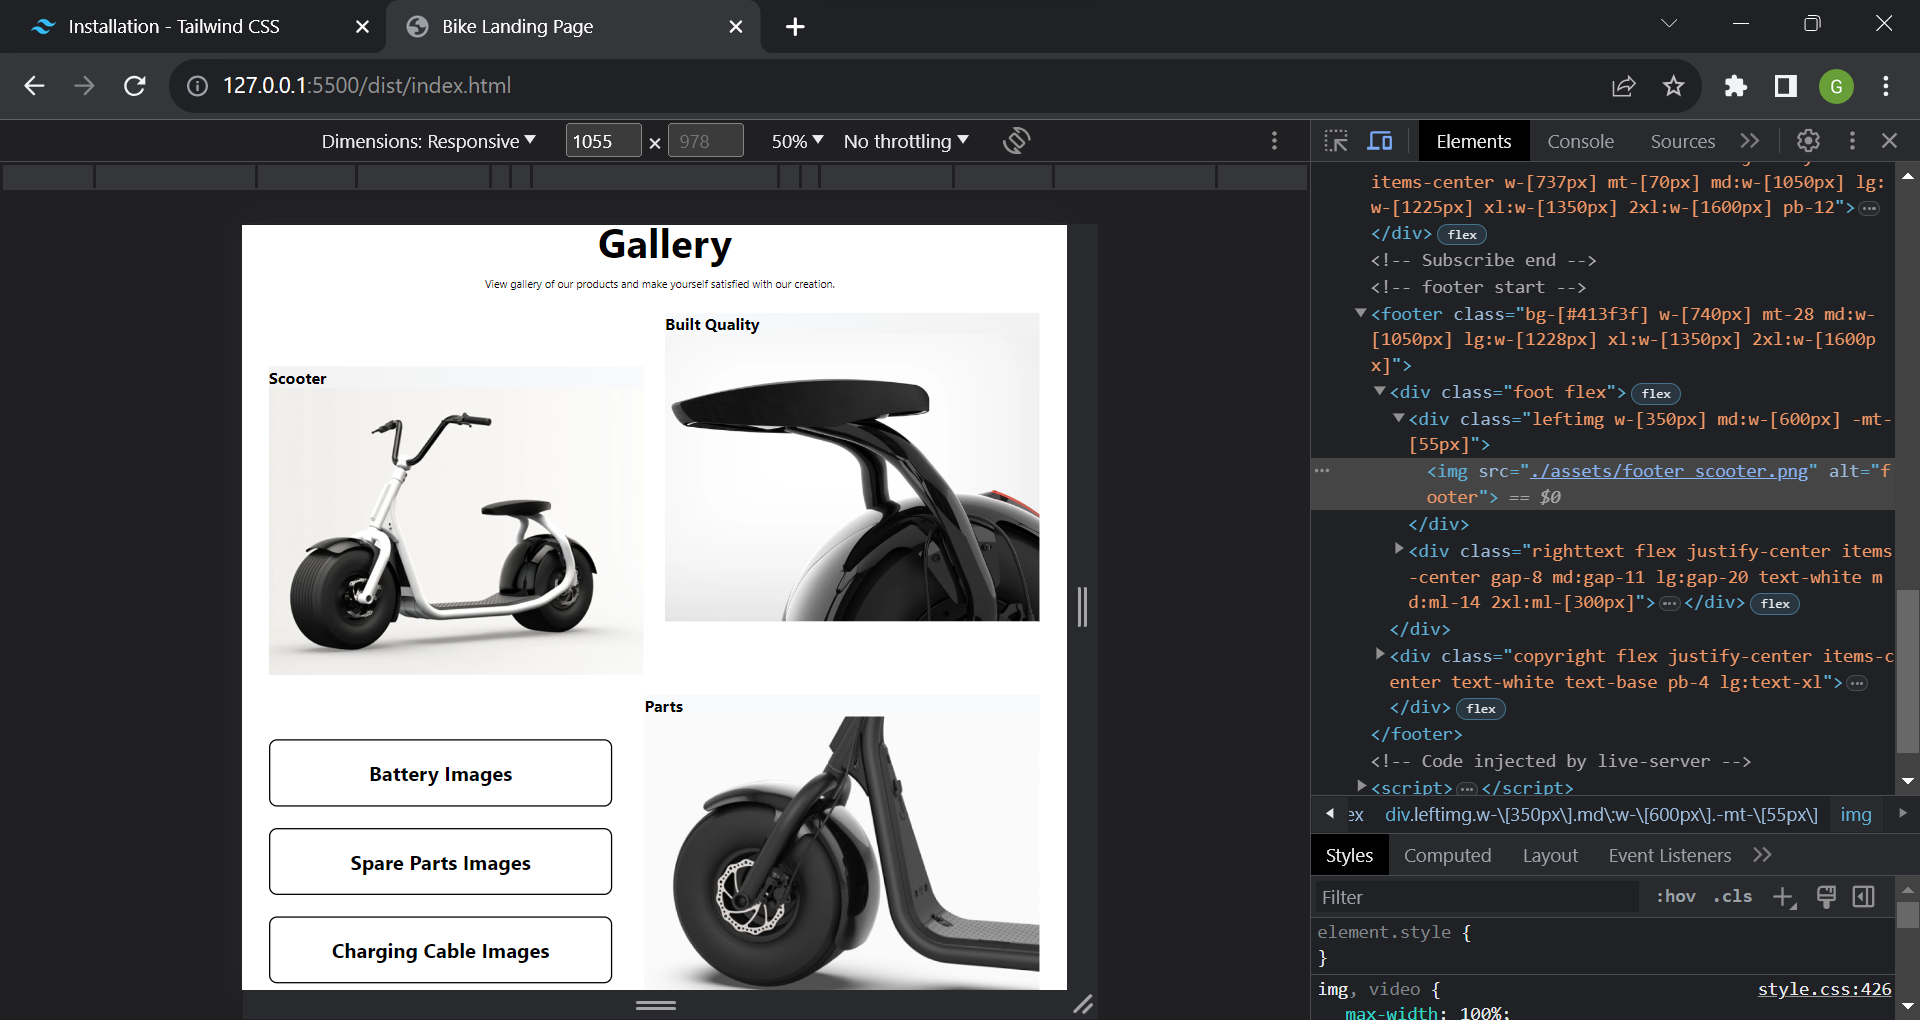 Installation - Tailwind CSS
Bike Landing Page
127.0.0.1:5500/dist/index.html
G
Dimensions: Responsive
1055 × 978
50%
No throttling
Elements
Console
Sources
items-center w-[737px] mt-[70px] md:w-[1050px] lg:
w-[1225px] xl:w-[1350px] 2xl:w-[1600px] pb-12">
</div> flex
<!-- Subscribe end -->
<!-- footer start -->
<footer class="bg-[#413f3f] w-[740px] mt-28 md:w-
[1050px] lg:w-[1228px] xl:w-[1350px] 2xl:w-[1600p
x]">
<div class="foot flex"> flex
<div class="leftimg w-[350px] md:w-[600px] -mt-
[55px]">
<img src="./assets/footer scooter.png" alt="f
ooter"> == $0
</div>
<div class="righttext flex justify-center items
-center gap-8 md:gap-11 lg:gap-20 text-white m
d:ml-14 2xl:ml-[300px]"> … </div> flex
</div>
<div class="copyright flex justify-center items-c
enter text-white text-base pb-4 lg:text-xl"> …
</div> flex
</footer>
<!-- Code injected by live-server -->
<script> … </script>
ex div.leftimg.w-\[350px\].md\:w-\[600px\].-mt-\[55px\] img
Styles
Computed
Layout
Event Listeners
Filter
:hov .cls
element.style {
}
img, video {
style.css:426
max-width: 100%;
Gallery
View gallery of our products and make yourself satisfied with our creation.
Built Quality
Scooter
Parts
Battery Images
Spare Parts Images
Charging Cable Images